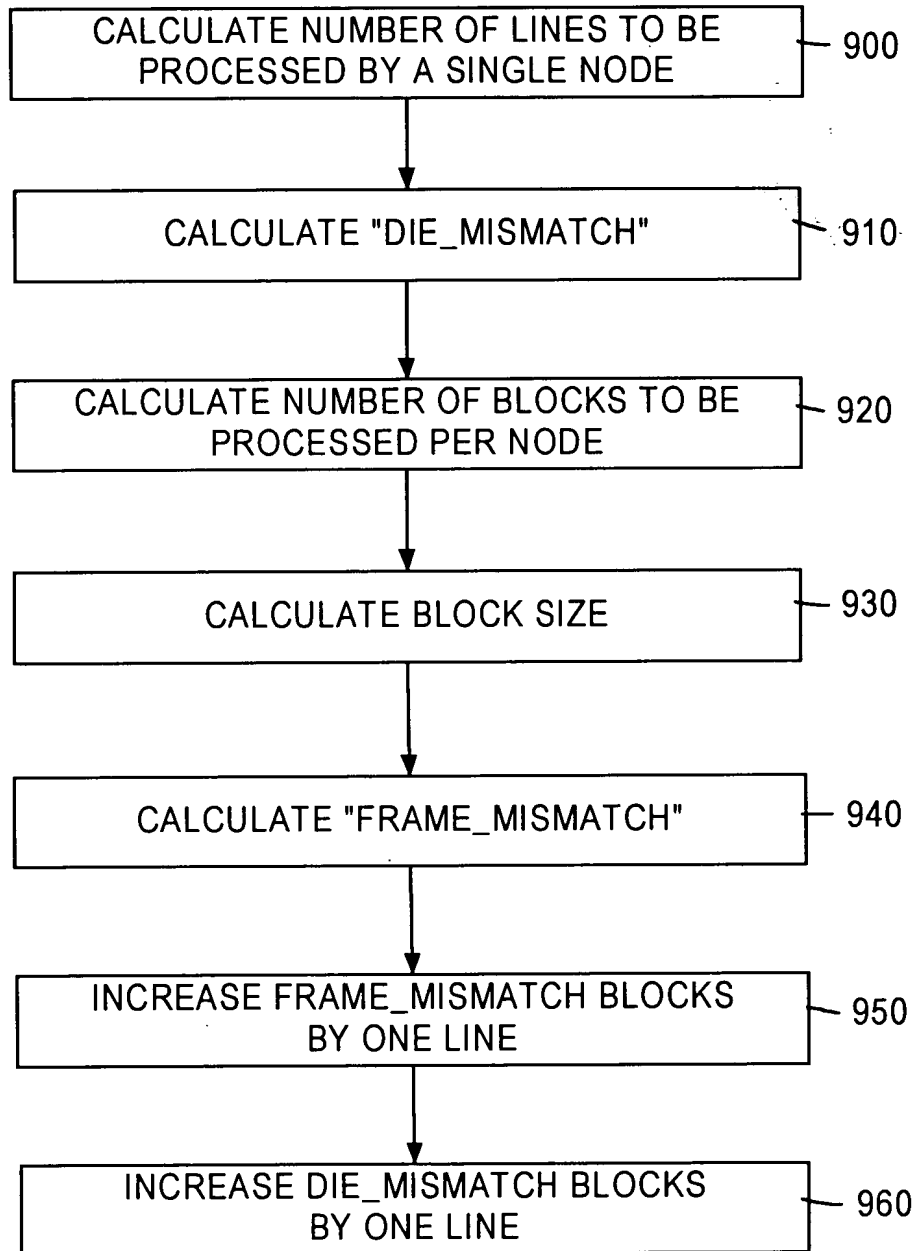 CALCULATE NUMBER OF LINES TO BE
PROCESSED BY A SINGLE NODE
900
CALCULATE "DIE_MISMATCH"
910
CALCULATE NUMBER OF BLOCKS TO BE
PROCESSED PER NODE
920
CALCULATE BLOCK SIZE
930
CALCULATE "FRAME_MISMATCH"
940
INCREASE FRAME_MISMATCH BLOCKS
BY ONE LINE
950
INCREASE DIE_MISMATCH BLOCKS
BY ONE LINE
960